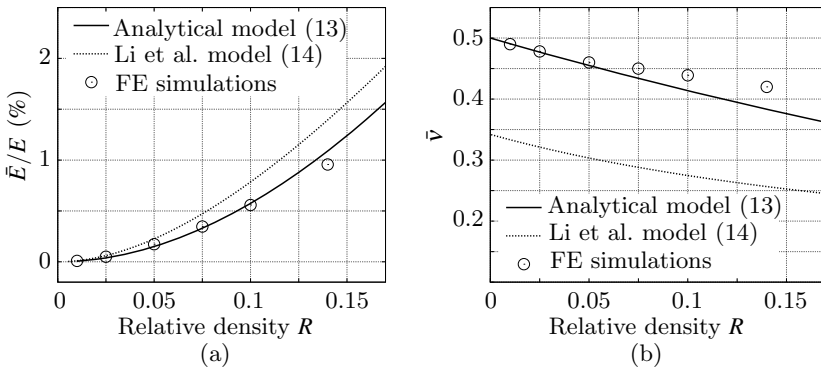 Analytical model (13)
Li et al. model (14)
FE simulations
2
1
0
Ē/E (%)
0
0.05
0.1
0.15
Relative density R
(a)
0.5
0.4
0.3
0.2
ν̄
Analytical model (13)
Li et al. model (14)
FE simulations
0
0.05
0.1
0.15
Relative density R
(b)